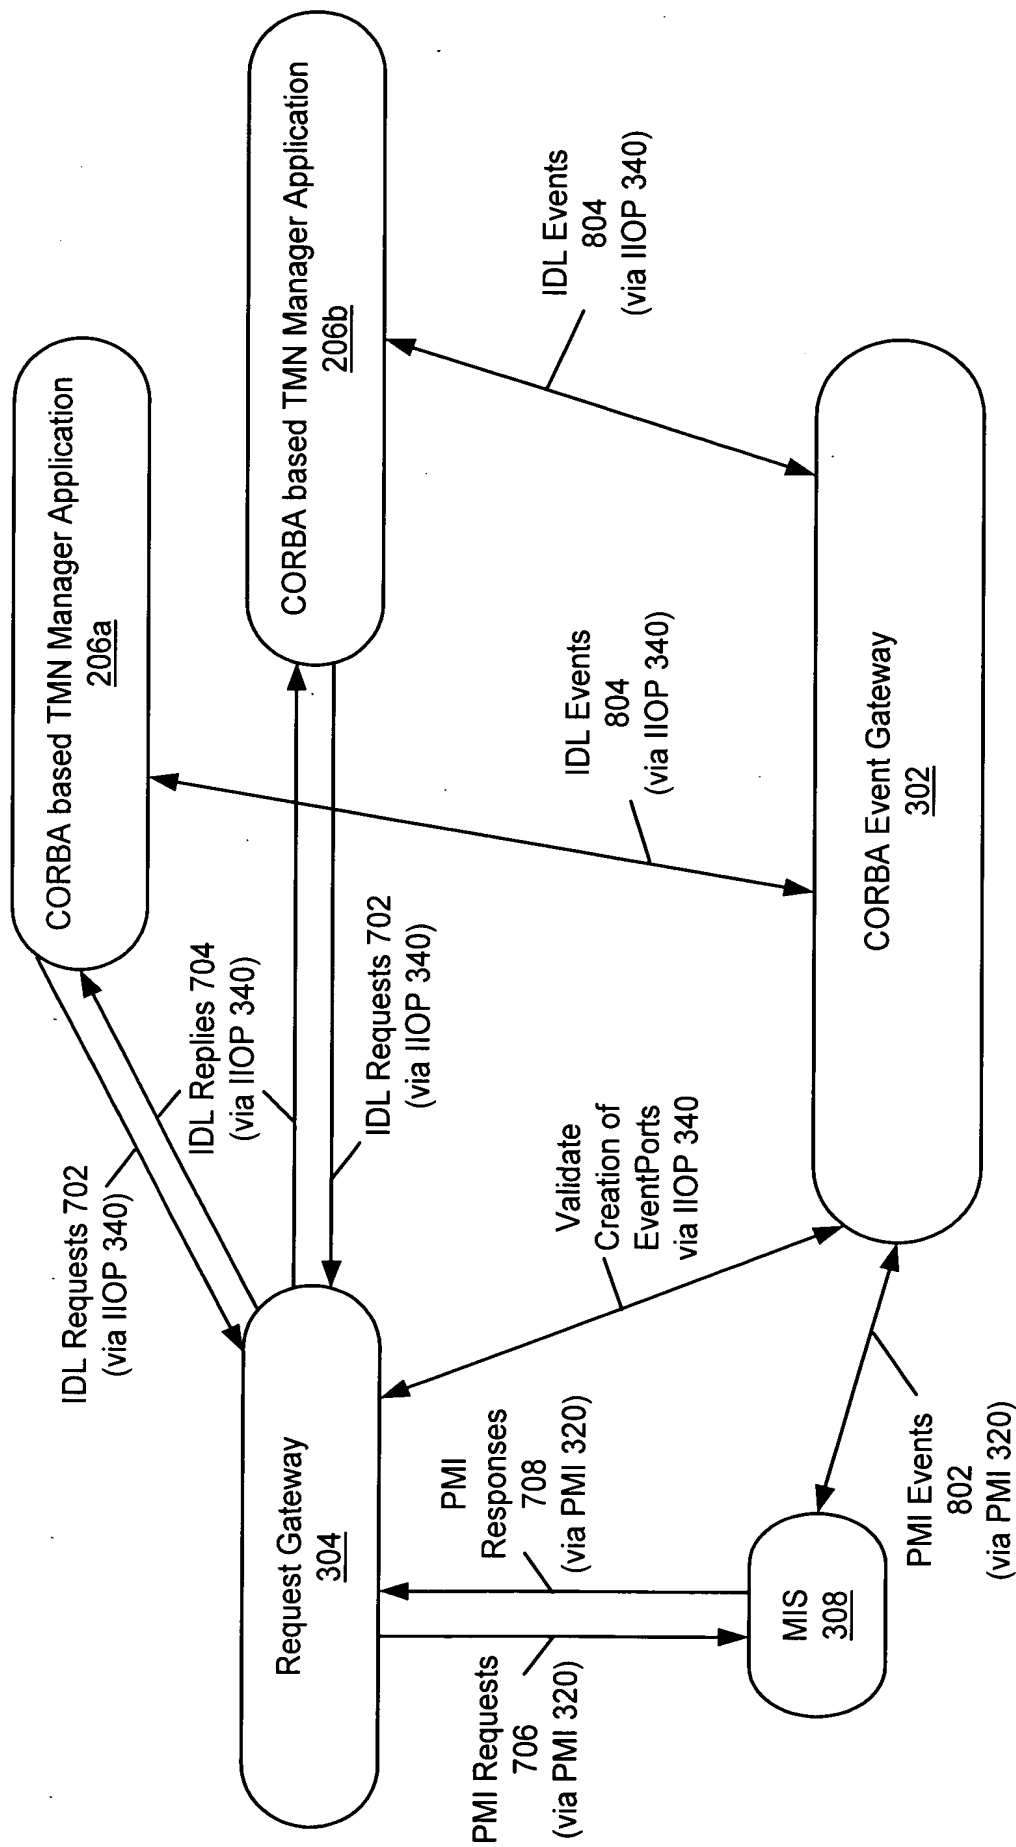 CORBA based TMN Manager Application
206a
CORBA based TMN Manager Application
206b
IDL Requests 702
(via IIOP 340)
IDL Replies 704
(via IIOP 340)
IDL Requests 702
(via IIOP 340)
IDL Events
804
(via IIOP 340)
IDL Events
804
(via IIOP 340)
Request Gateway
304
Validate
Creation of
EventPorts
via IIOP 340
PMI Requests
706
(via PMI 320)
PMI
Responses
708
(via PMI 320)
MIS
308
PMI Events
802
(via PMI 320)
CORBA Event Gateway
302